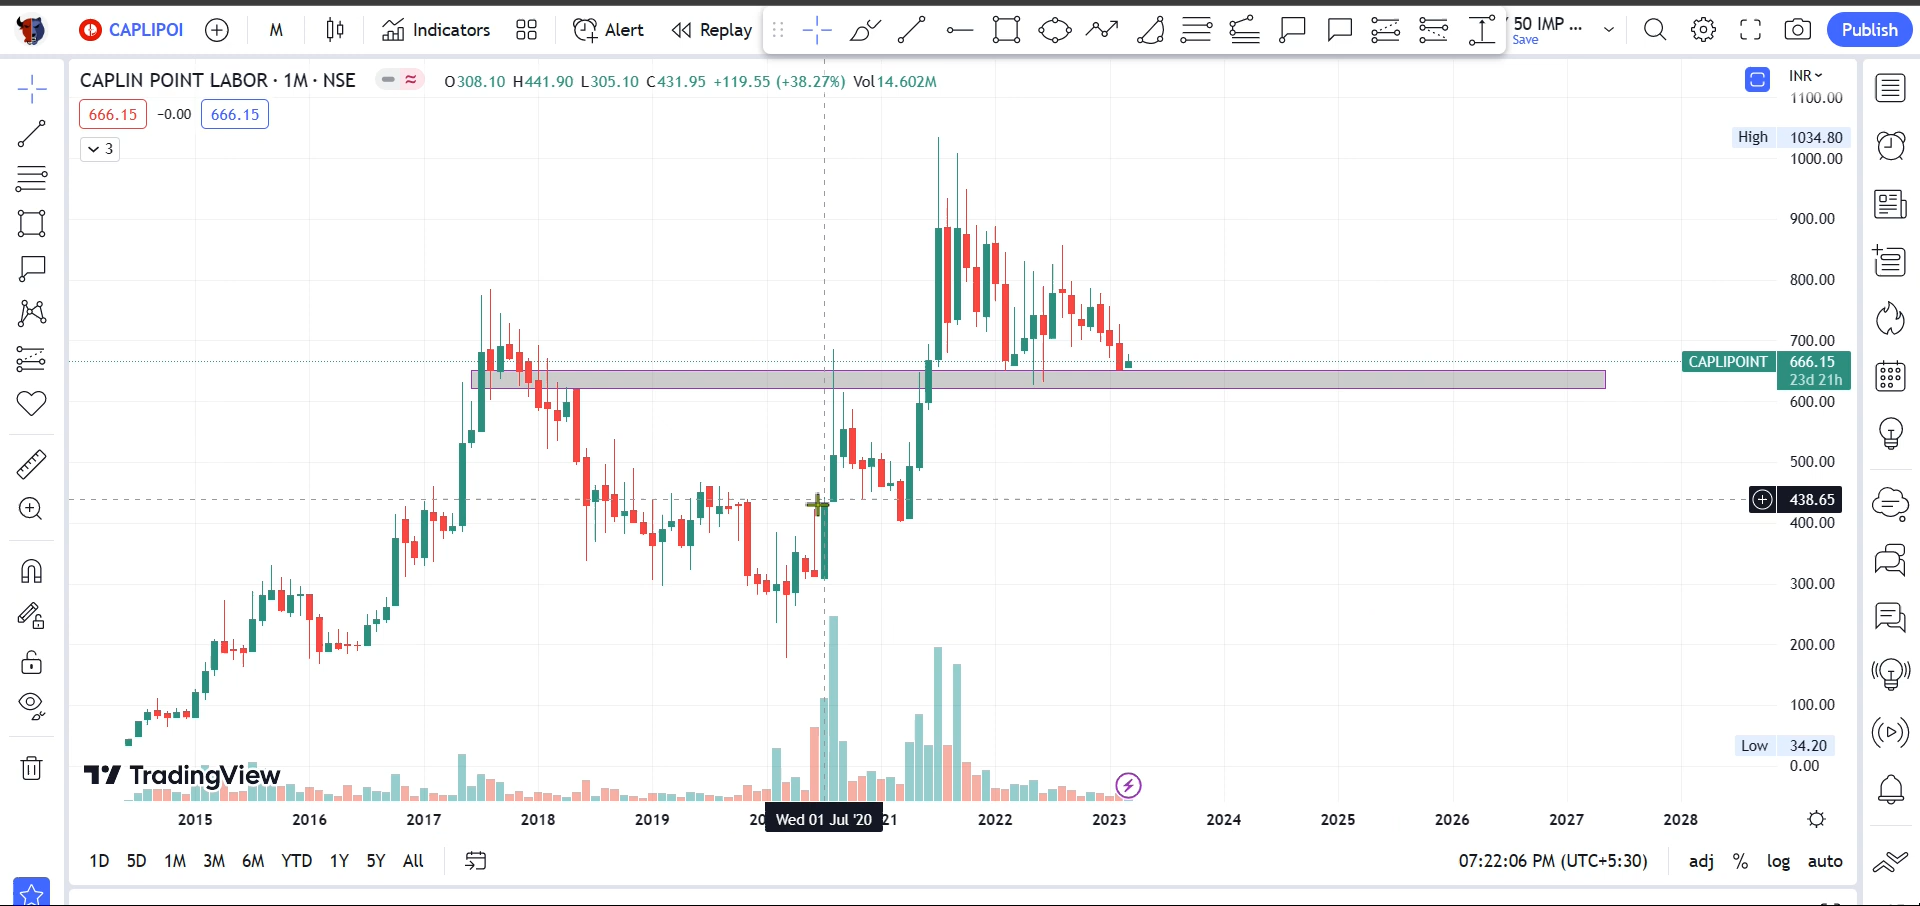 CAPLIPOI M Indicators Alert Replay 50 IMP ... Save Publish
CAPLIN POINT LABOR · 1M · NSE O308.10 H441.90 L305.10 C431.95 +119.55 (+38.27%) Vol14.602M
666.15 −0.00 666.15
3
INR
1100.00
High 1034.80
1000.00
900.00
800.00
700.00
CAPLIPOINT 666.15
23d 21h
600.00
500.00
438.65
400.00
300.00
200.00
100.00
Low 34.20
0.00
TradingView
2015 2016 2017 2018 2019 20 Wed 01 Jul '20 21 2022 2023 2024 2025 2026 2027 2028
1D 5D 1M 3M 6M YTD 1Y 5Y All 07:22:06 PM (UTC+5:30) adj % log auto